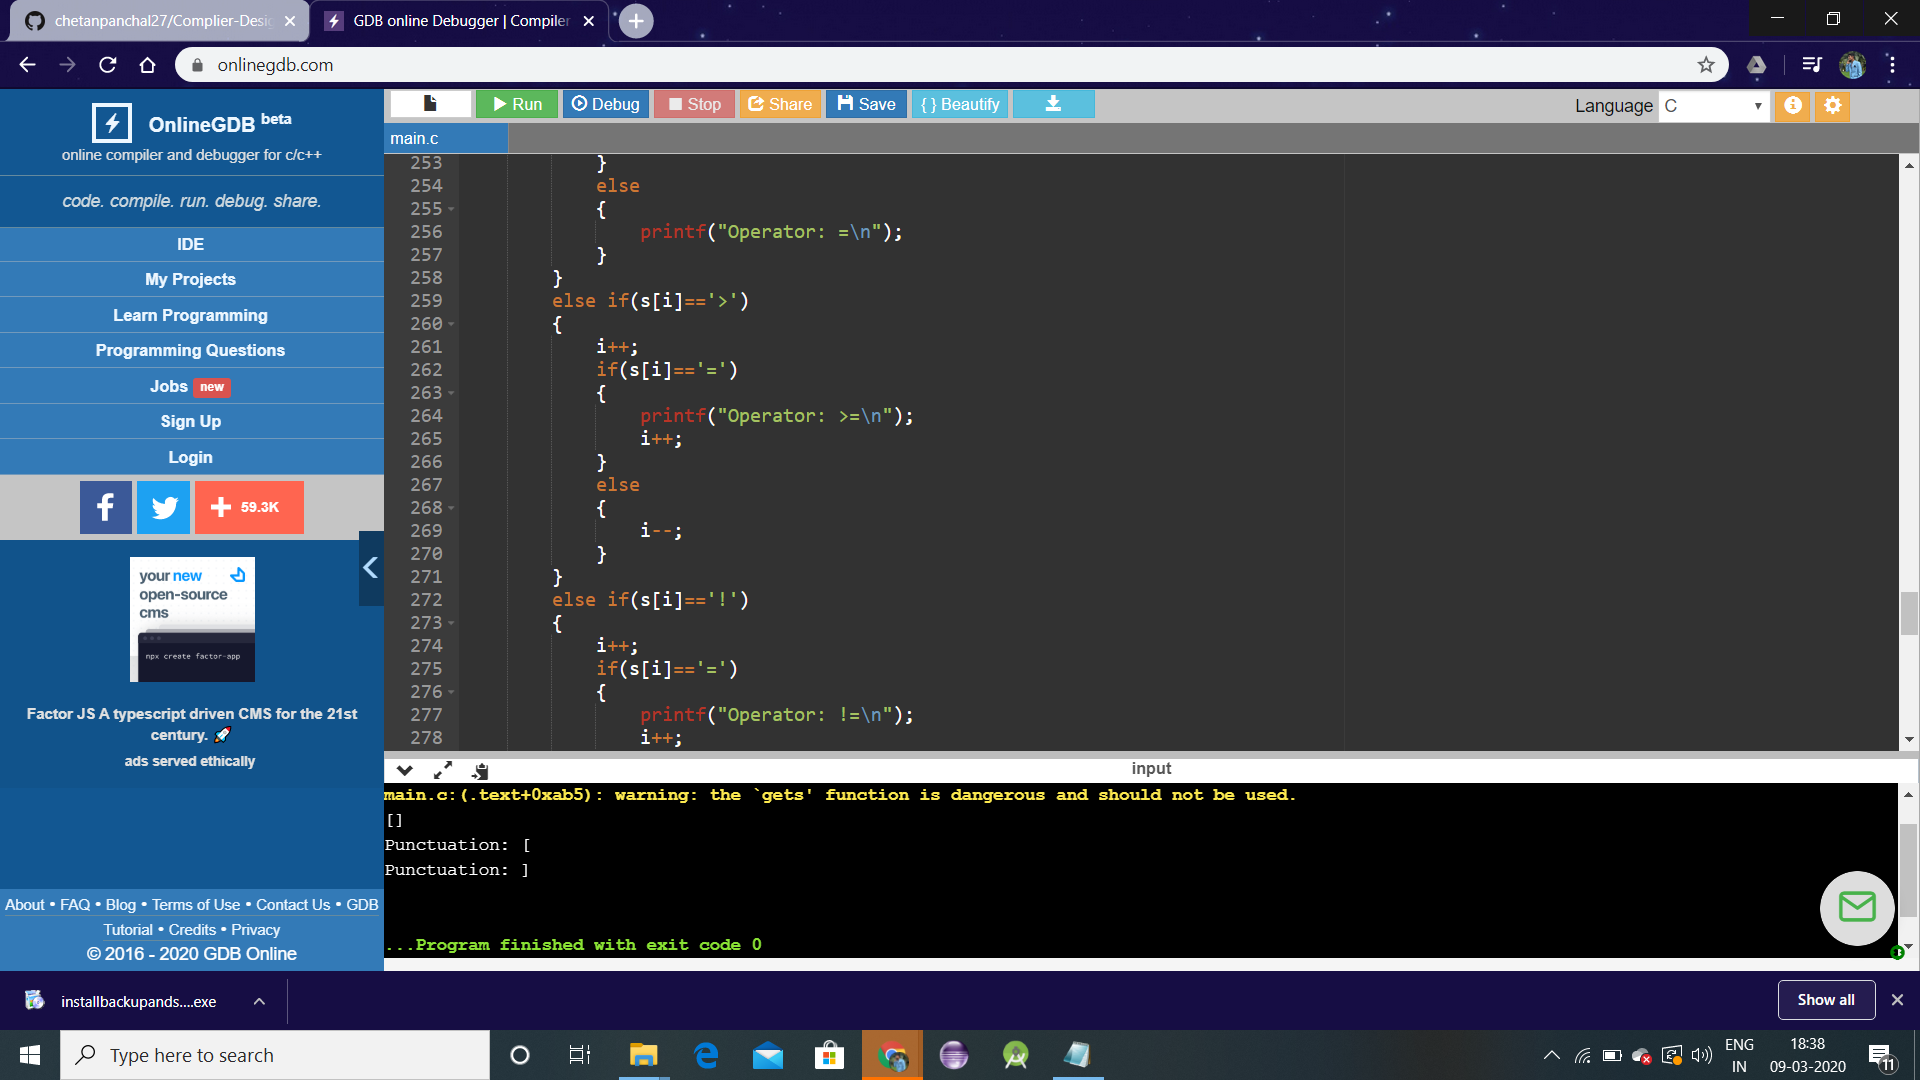 chetanpanchal27/Complier-Desig
GDB online Debugger | Compiler
onlinegdb.com
OnlineGDB beta
online compiler and debugger for c/c++
code. compile. run. debug. share.
IDE
My Projects
Learn Programming
Programming Questions
Jobs new
Sign Up
Login
59.3K
your new
open-source
cms
npx create factor-app
Factor JS A typescript driven CMS for the 21st
century. 🚀
ads served ethically
About • FAQ • Blog • Terms of Use • Contact Us • GDB
Tutorial • Credits • Privacy
© 2016 - 2020 GDB Online
Run Debug Stop Share Save {} Beautify
Language C
main.c
253 }
254 else
255 {
256 printf("Operator: =\n");
257 }
258 }
259 else if(s[i]=='>')
260 {
261 i++;
262 if(s[i]=='=')
263 {
264 printf("Operator: >=\n");
265 i++;
266 }
267 else
268 {
269 i--;
270 }
271 }
272 else if(s[i]=='!')
273 {
274 i++;
275 if(s[i]=='=')
276 {
277 printf("Operator: !=\n");
278 i++;
input
main.c:(.text+0xab5): warning: the `gets' function is dangerous and should not be used.
[]
Punctuation: [
Punctuation: ]
...Program finished with exit code 0
installbackupands....exe
Show all
Type here to search
ENG
IN
18:38
09-03-2020
11